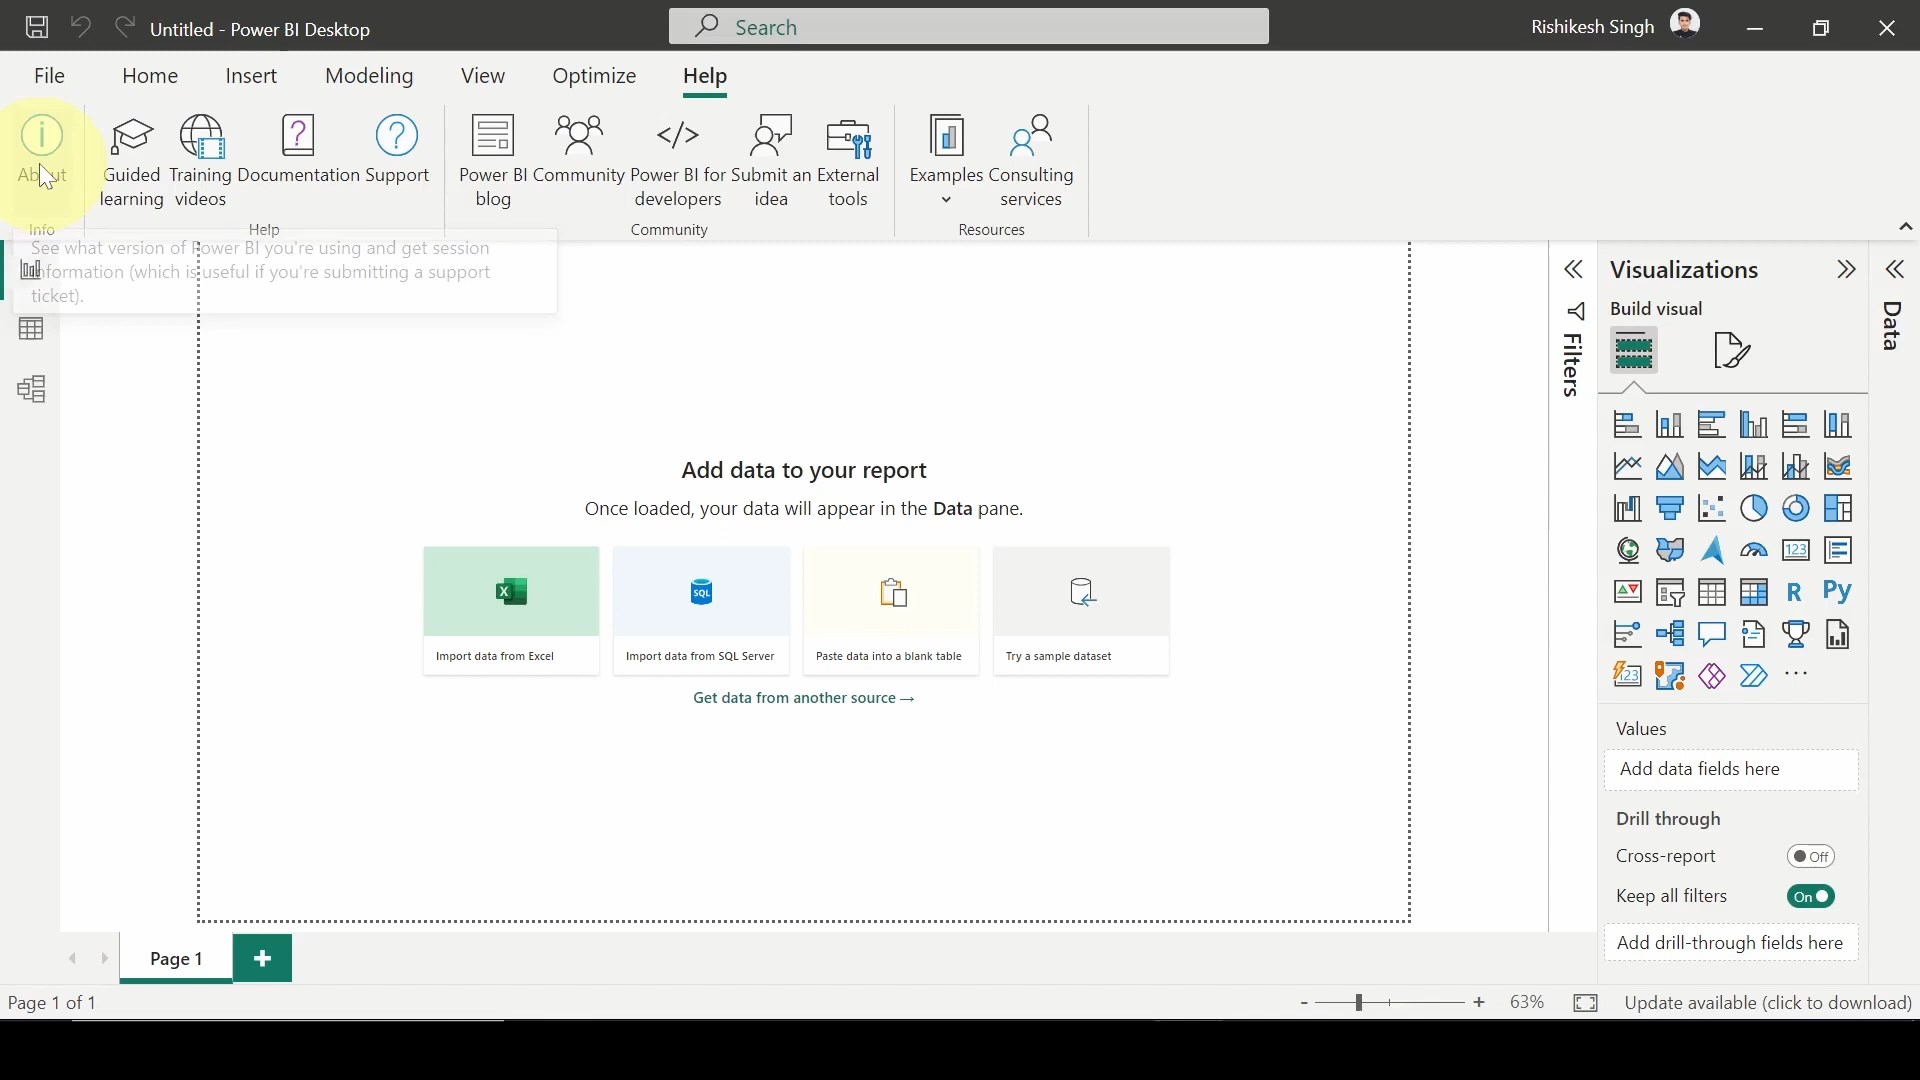 Untitled - Power BI Desktop
Search
Rishikesh Singh
File
Home
Insert
Modeling
View
Optimize
Help
About
Guided
learning
Training
videos
Documentation
Support
Power BI
blog
Community
Power BI for
developers
Submit an
idea
External
tools
Examples
Consulting
services
Info
Help
Community
Resources
See what version of Power BI you're using and get session
information (which is useful if you're submitting a support
ticket).
Add data to your report
Once loaded, your data will appear in the Data pane.
SQL
Import data from Excel
Import data from SQL Server
Paste data into a blank table
Try a sample dataset
Get data from another source →
Filters
Visualizations
Build visual
123
R
Py
123
Values
Add data fields here
Drill through
Cross-report
Off
Keep all filters
On
Add drill-through fields here
Data
Page 1
Page 1 of 1
- + 63%
Update available (click to download)